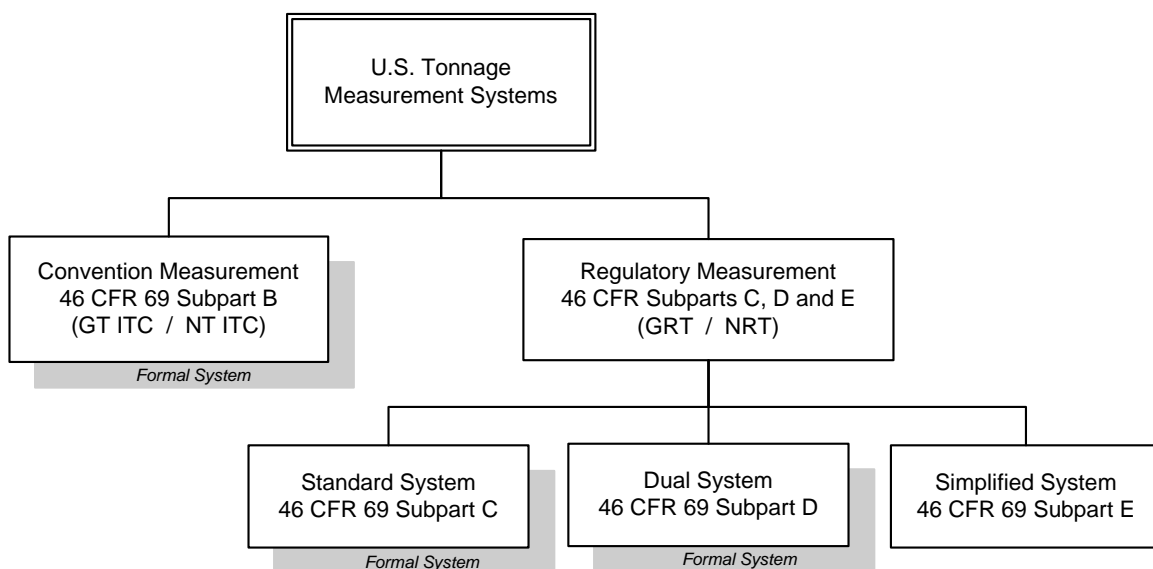 U.S. Tonnage
Measurement Systems
Convention Measurement
46 CFR 69 Subpart B
(GT ITC / NT ITC)
Formal System
Regulatory Measurement
46 CFR Subparts C, D and E
(GRT / NRT)
Standard System
46 CFR 69 Subpart C
Formal System
Dual System
46 CFR 69 Subpart D
Formal System
Simplified System
46 CFR 69 Subpart E